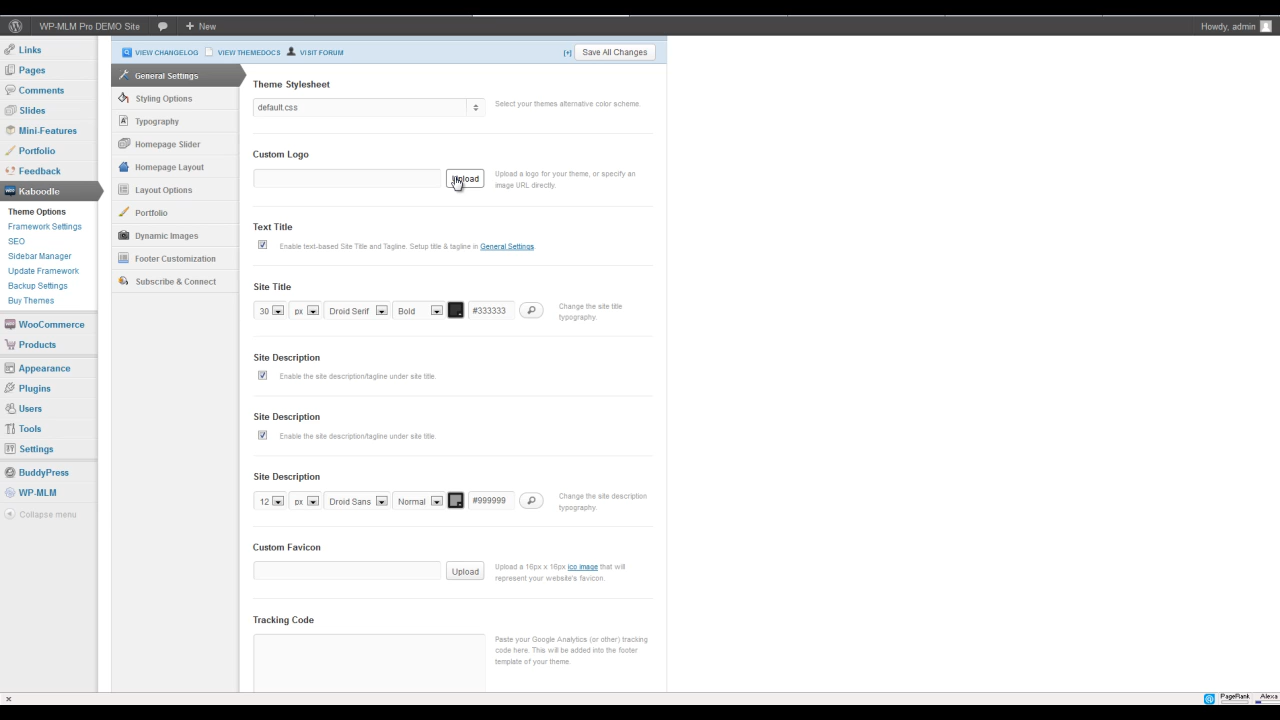 WP-MLM Pro DEMO Site
+ New
Howdy, admin
Links
Pages
Comments
Slides
Mini-Features
Portfolio
Feedback
Kaboodle
Theme Options
Framework Settings
SEO
Sidebar Manager
Update Framework
Backup Settings
Buy Themes
WooCommerce
Products
Appearance
Plugins
Users
Tools
Settings
BuddyPress
WP-MLM
Collapse menu
VIEW CHANGELOG
VIEW THEMEDOCS
VISIT FORUM
[+]
Save All Changes
General Settings
Styling Options
Typography
Homepage Slider
Homepage Layout
Layout Options
Portfolio
Dynamic Images
Footer Customization
Subscribe & Connect
Theme Stylesheet
default.css
Select your themes alternative color scheme.
Custom Logo
Upload
Upload a logo for your theme, or specify an
image URL directly.
Text Title
Enable text-based Site Title and Tagline. Setup title & tagline in General Settings.
Site Title
30 px Droid Serif Bold #333333
Change the site title
typography.
Site Description
Enable the site description/tagline under site title.
Site Description
Enable the site description/tagline under site title.
Site Description
12 px Droid Sans Normal #999999
Change the site description
typography.
Custom Favicon
Upload
Upload a 16px x 16px ico image that will
represent your website's favicon.
Tracking Code
Paste your Google Analytics (or other) tracking
code here. This will be added into the footer
template of your theme.
PageRank
Alexa